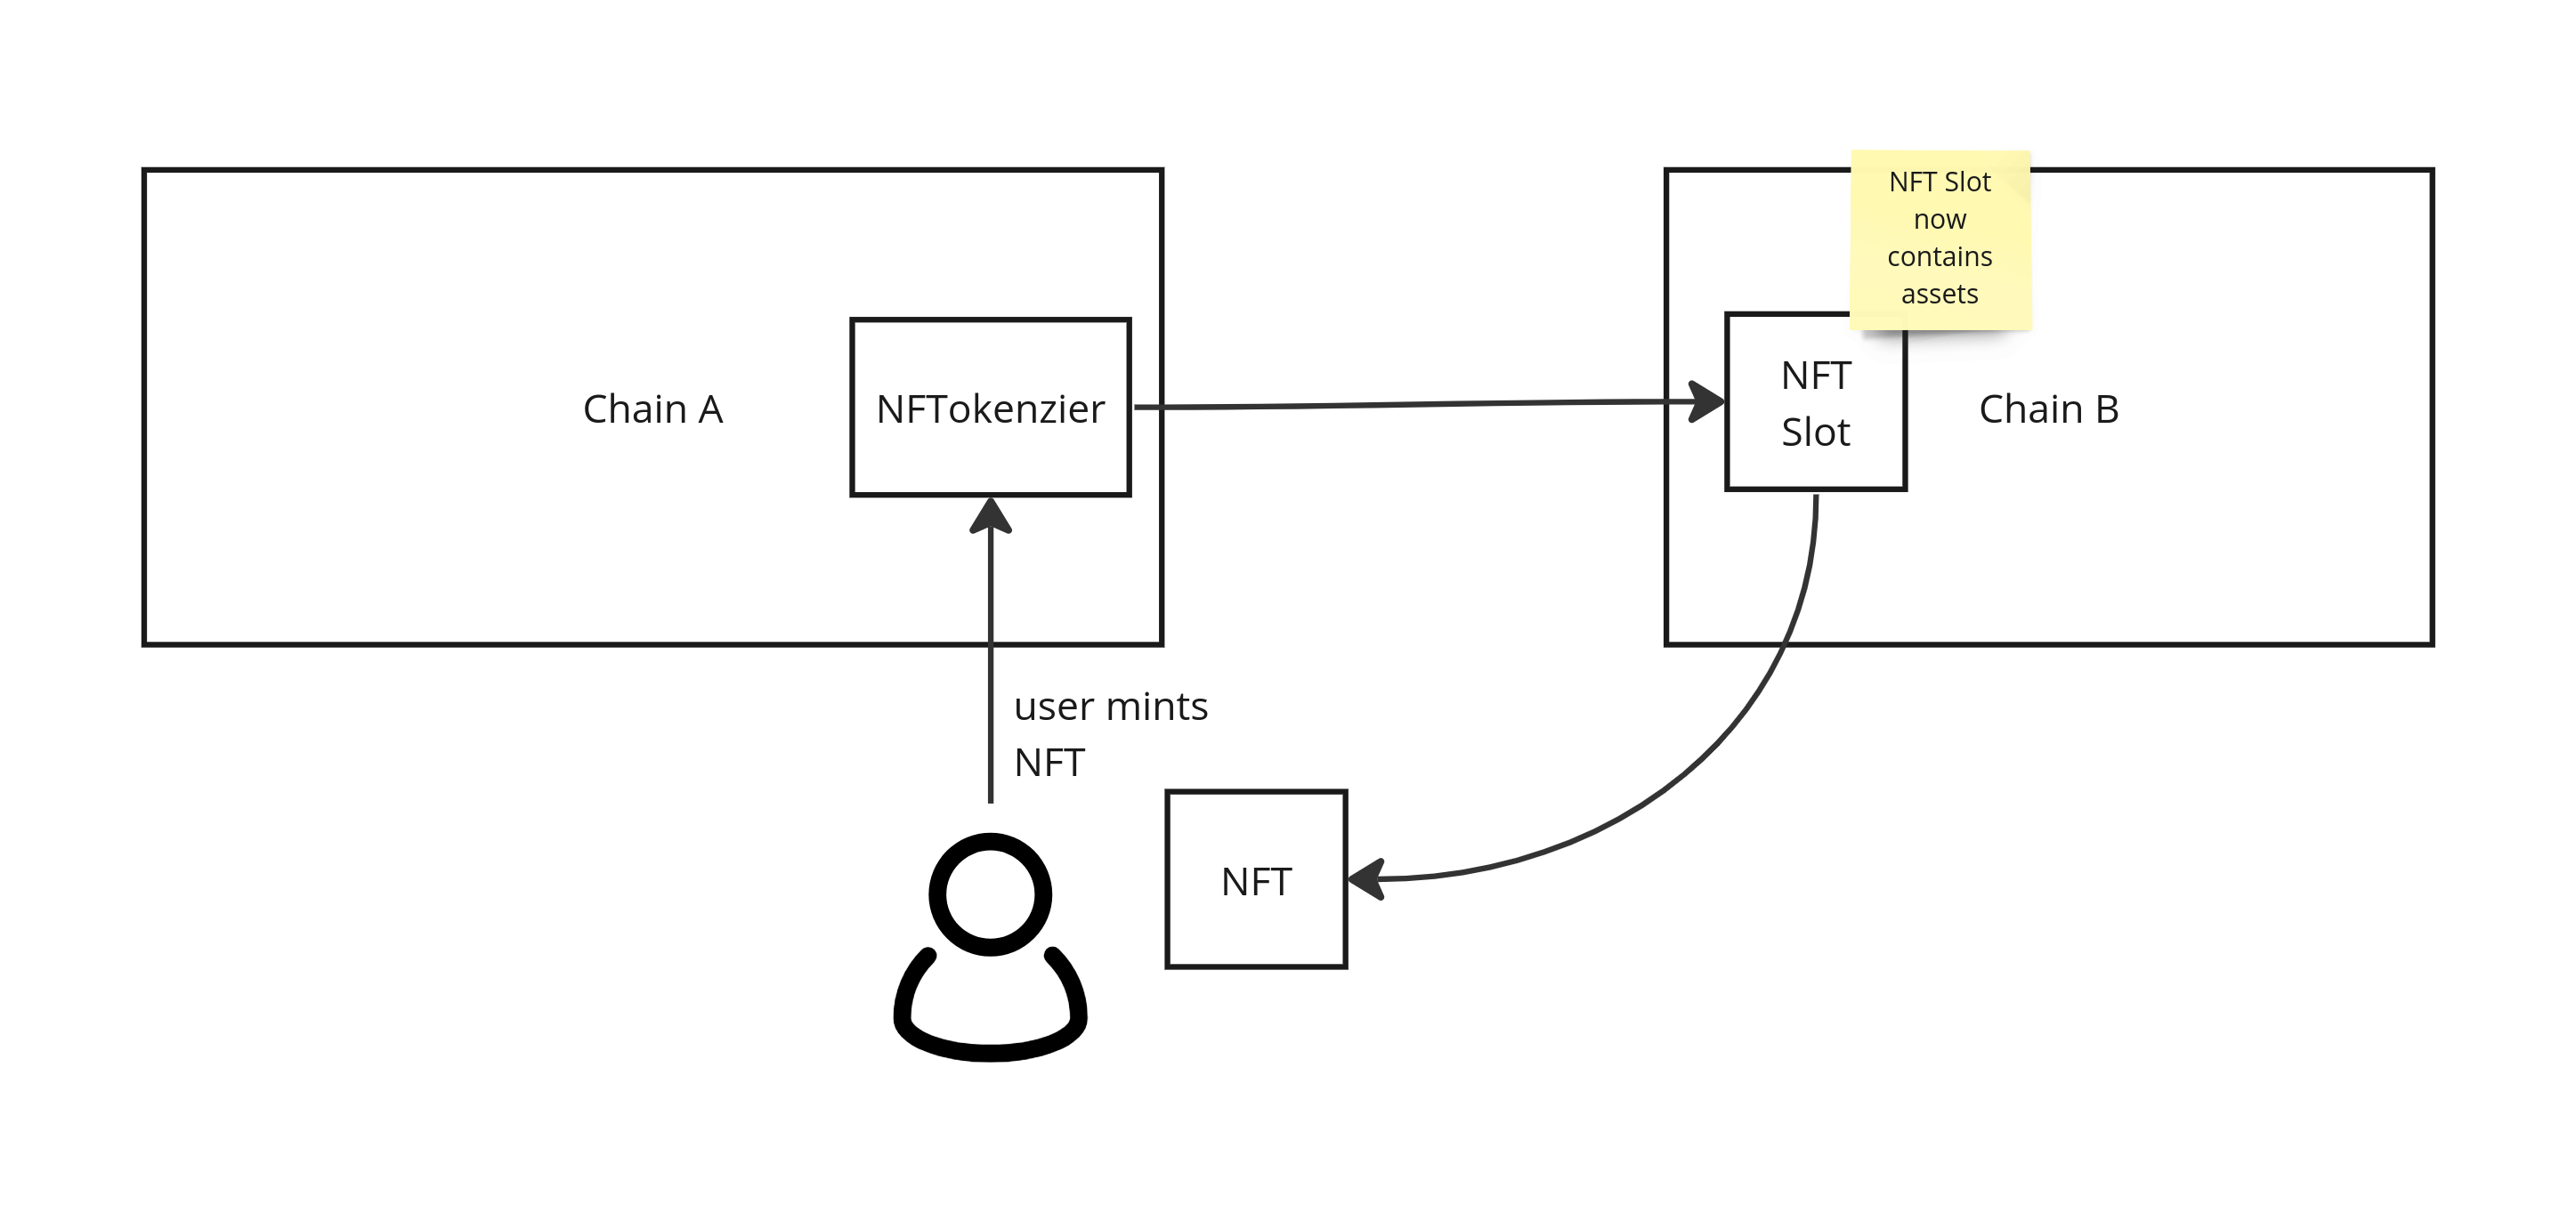 NFT Slot
now
contains
assets
Chain A
NFTokenzier
NFT
Slot
Chain B
user mints
NFT
NFT